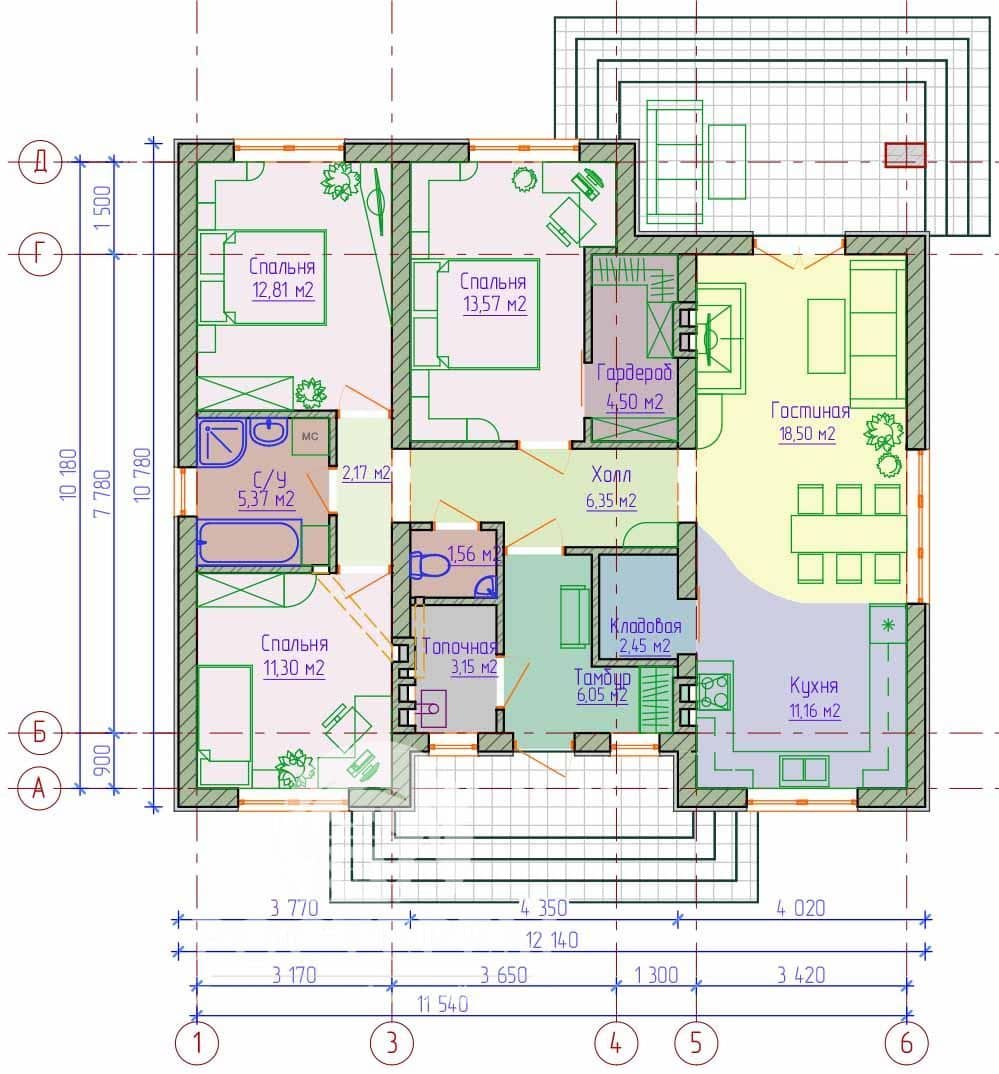 Д
Г
Б
А
1 500
7 780
900
10 180
10 780
Спальня
12,81 м2
Спальня
13,57 м2
Гардероб
4,50 м2
Гостиная
18,50 м2
МС
С/У
5,37 м2
2,17 м2
Холл
6,35 м2
1,56 м2
Спальня
11,30 м2
Топочная
3,15 м2
Кладовая
2,45 м2
Тамбур
6,05 м2
Кухня
11,16 м2
3 770
4 350
4 020
12 140
3 170
3 650
1 300
3 420
11 540
1
3
4
5
6